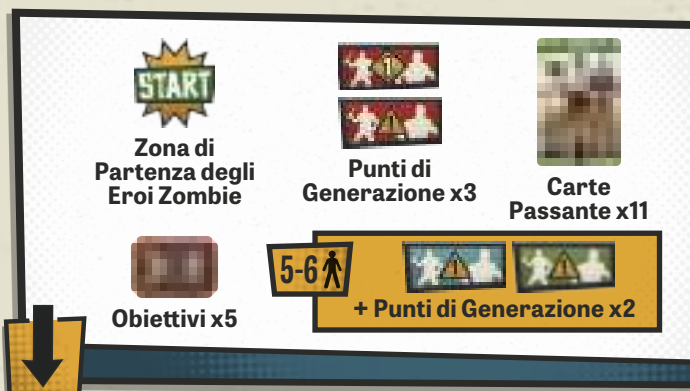 START
Zona di
Partenza degli
Eroi Zombie
1
Punti di
Generazione x3
Carte
Passante x11
Obiettivi x5
5-6
+ Punti di Generazione x2